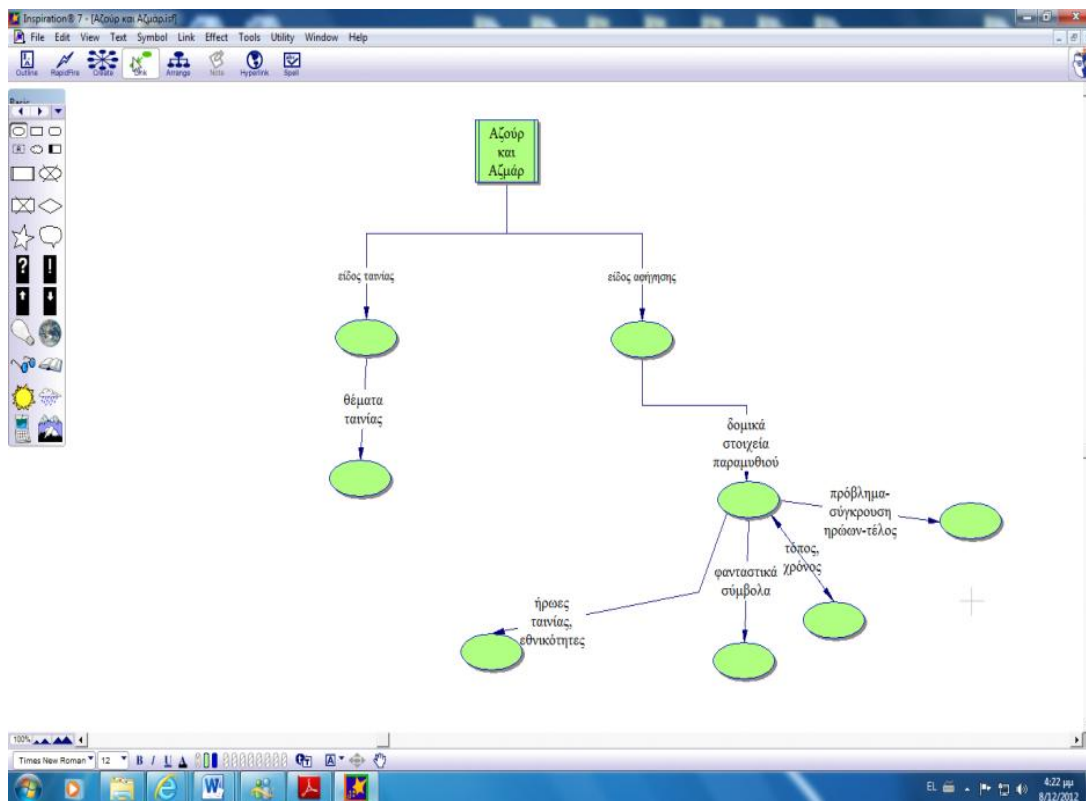 Inspiration® 7 - [Αζούρ και Αζμάρ.isf]
File Edit View Text Symbol Link Effect Tools Utility Window Help
Outline RapidFire Create Link Arrange Note Hyperlink Spell
Basic
Αζούρ
και
Αζμάρ
είδος ταινίας
είδος αφήγησης
θέματα
ταινίας
δομικά
στοιχεία
παραμυθιού
πρόβλημα-
σύγκρουση
ηρώων-τέλος
τόπος,
χρόνος
φανταστικά
σύμβολα
ήρωες
ταινίας,
εθνικότητες
100%
Times New Roman 12 B I U A
EL 4:22 μμ
8/12/2012